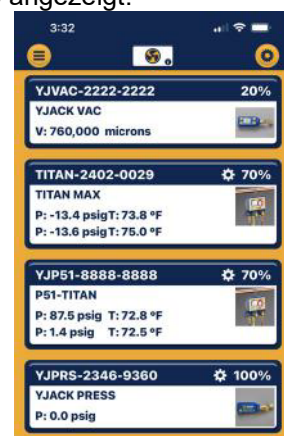 angezeigt.
3:32
YJVAC-2222-2222 20%
YJACK VAC
V: 760,000 microns
TITAN-2402-0029 70%
TITAN MAX
P: -13.4 psig T: 73.8 °F
P: -13.6 psig T: 75.0 °F
YJP51-8888-8888 70%
P51-TITAN
P: 87.5 psig T: 72.8 °F
P: 1.4 psig T: 72.5 °F
YJPRS-2346-9360 100%
YJACK PRESS
P: 0.0 psig